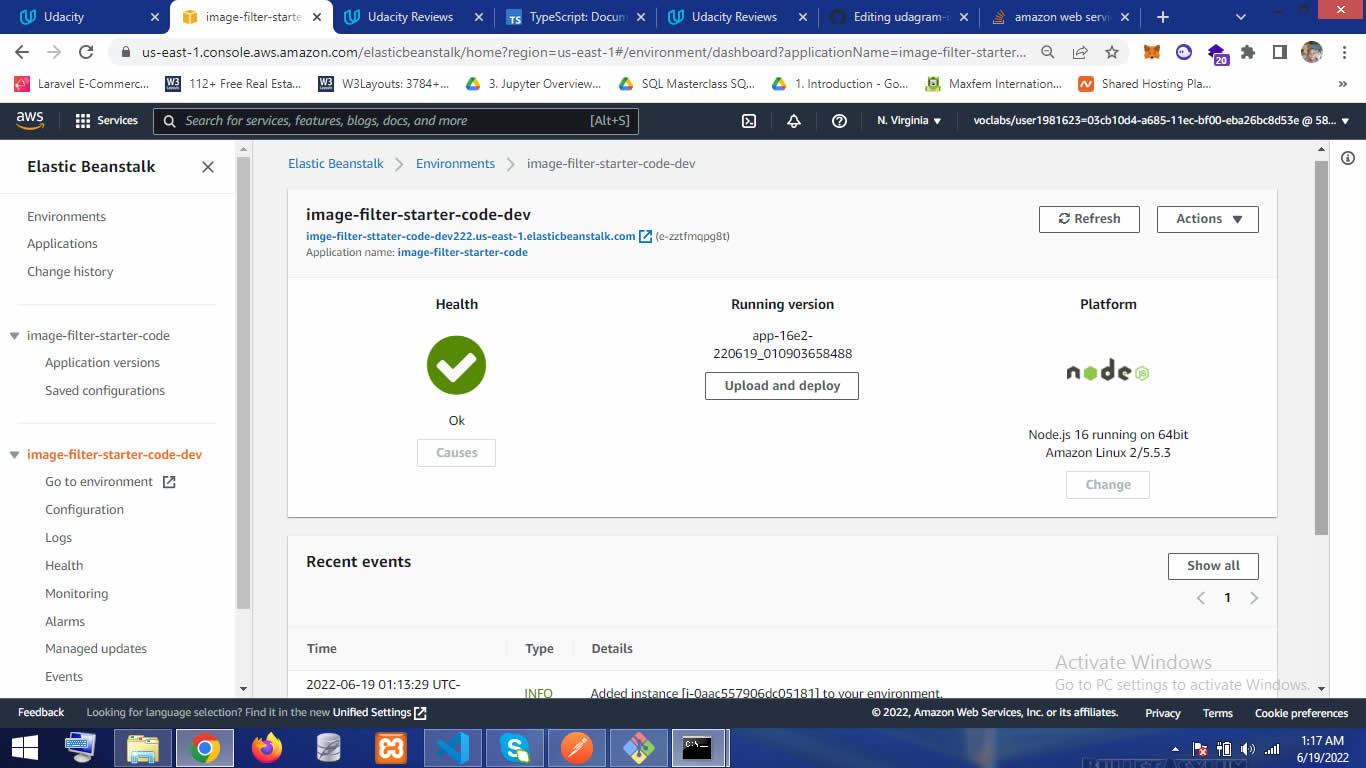 Udacity
image-filter-starte
Udacity Reviews
TypeScript: Docum
Udacity Reviews
Editing udagram-
amazon web servi
us-east-1.console.aws.amazon.com/elasticbeanstalk/home?region=us-east-1#/environment/dashboard?applicationName=image-filter-starter...
20
Laravel E-Commerc...
112+ Free Real Esta...
W3Layouts: 3784+...
3. Jupyter Overview...
SQL Masterclass SQ...
1. Introduction - Go...
Maxfem Internation...
Shared Hosting Pla...
»
aws
Services
Search for services, features, blogs, docs, and more
[Alt+S]
N. Virginia
voclabs/user1981623=03cb10d4-a685-11ec-bf00-eba26bc8d53e @ 58...
Elastic Beanstalk
Environments
Applications
Change history
image-filter-starter-code
Application versions
Saved configurations
image-filter-starter-code-dev
Go to environment
Configuration
Logs
Health
Monitoring
Alarms
Managed updates
Events
Elastic Beanstalk
Environments
image-filter-starter-code-dev
image-filter-starter-code-dev
imge-filter-sttater-code-dev222.us-east-1.elasticbeanstalk.com (e-zztfmqpg8t)
Application name: image-filter-starter-code
Refresh
Actions
Health
Ok
Causes
Running version
app-16e2-
220619_010903658488
Upload and deploy
Platform
node
JS
Node.js 16 running on 64bit
Amazon Linux 2/5.5.3
Change
Recent events
Show all
1
Time
Type
Details
2022-06-19 01:13:29 UTC-
INFO
Added instance [i-0aac557906dc05181] to your environment.
Activate Windows
Go to PC settings to activate Windows.
Feedback
Looking for language selection? Find it in the new Unified Settings
© 2022, Amazon Web Services, Inc. or its affiliates.
Privacy
Terms
Cookie preferences
1:17 AM
6/19/2022